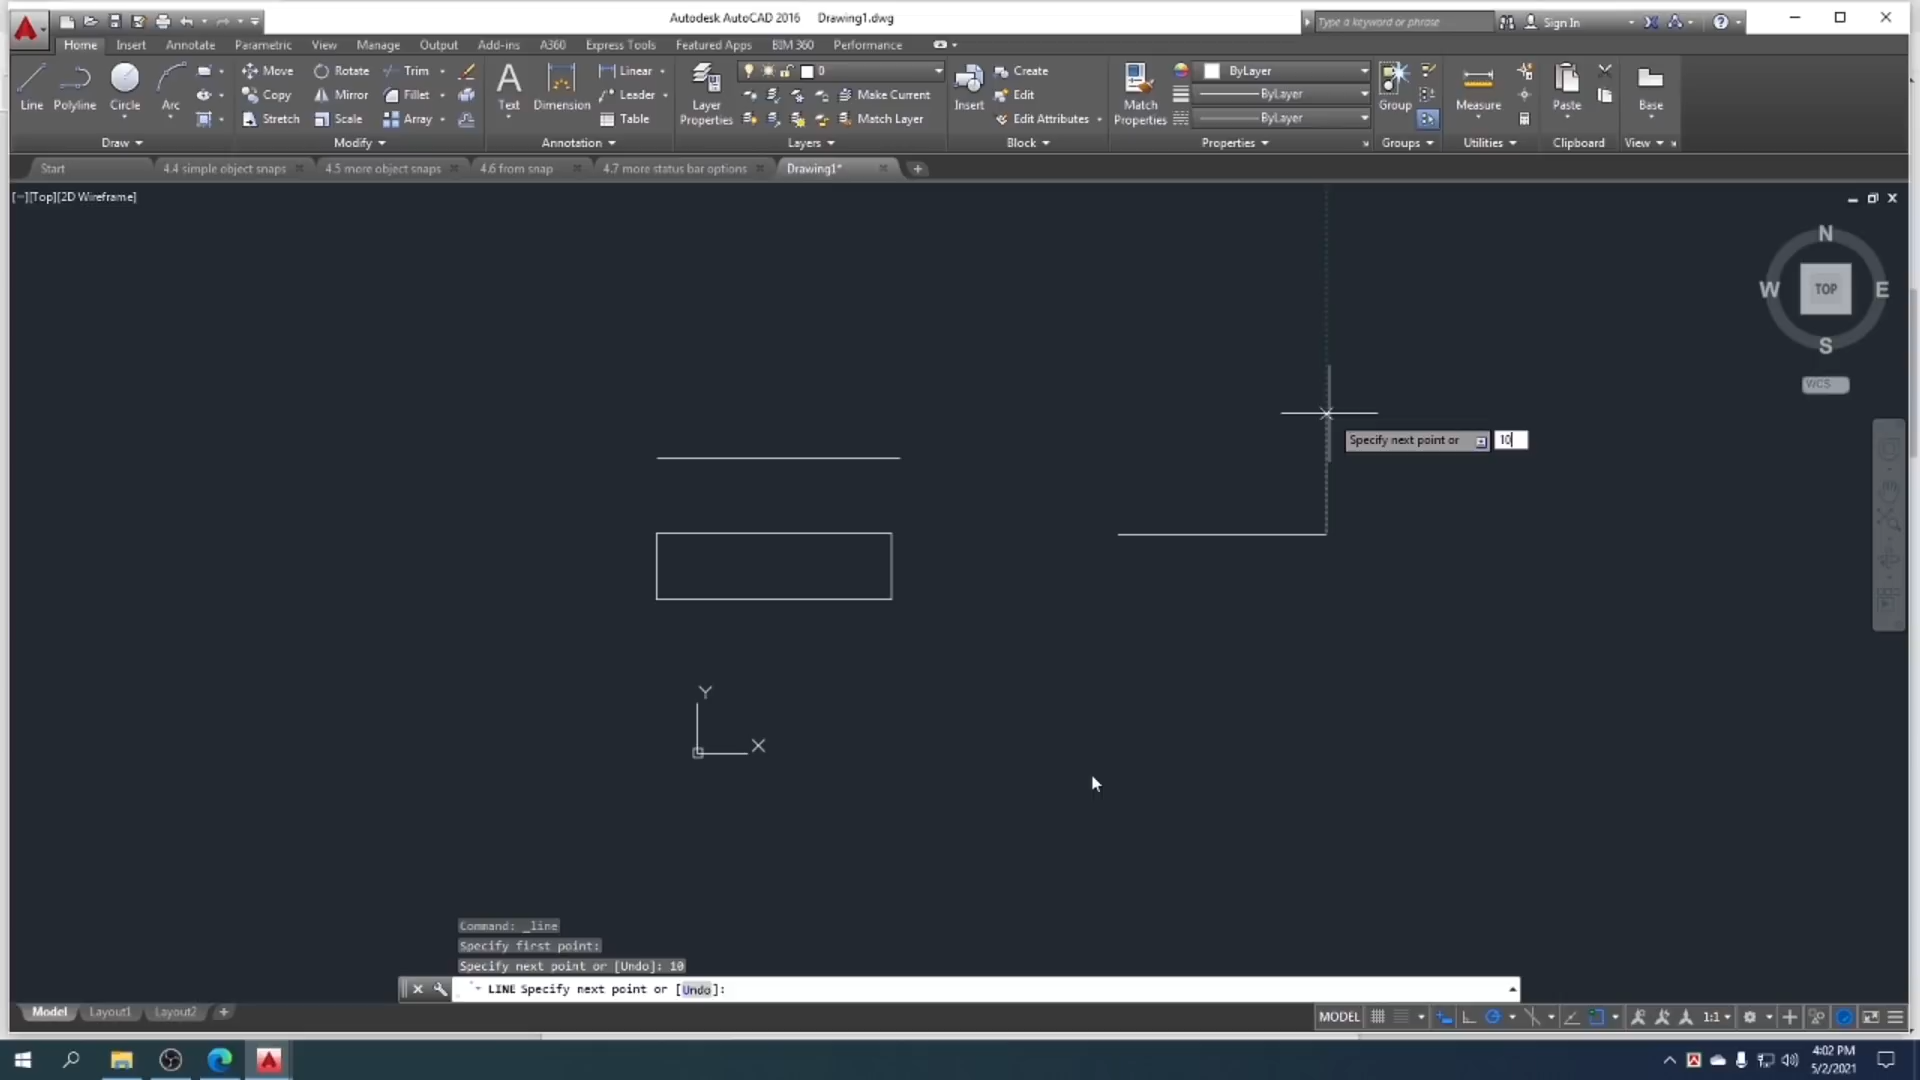 Autodesk AutoCAD 2016 Drawing1.dwg
Type a keyword or phrase
Sign In
Home Insert Annotate Parametric View Manage Output Add-ins A360 Express Tools Featured Apps BIM 360 Performance
Line Polyline Circle Arc
Move Rotate Trim
Copy Mirror Fillet
Stretch Scale Array
Text Dimension
Linear
Leader
Table
Layer Properties
0
Make Current
Match Layer
Insert
Create
Edit
Edit Attributes
Match Properties
ByLayer
ByLayer
ByLayer
Group
Measure
Paste
Base
Draw Modify Annotation Layers Block Properties Groups Utilities Clipboard View
Start 4.4 simple object snaps 4.5 more object snaps 4.6 from snap 4.7 more status bar options Drawing1*
[−][Top][2D Wireframe]
N
W TOP E
S
WCS
Specify next point or 10
Y
X
Command: _line
Specify first point:
Specify next point or [Undo]: 10
LINE Specify next point or [Undo]:
Model Layout1 Layout2
MODEL 1:1
4:02 PM
5/2/2021